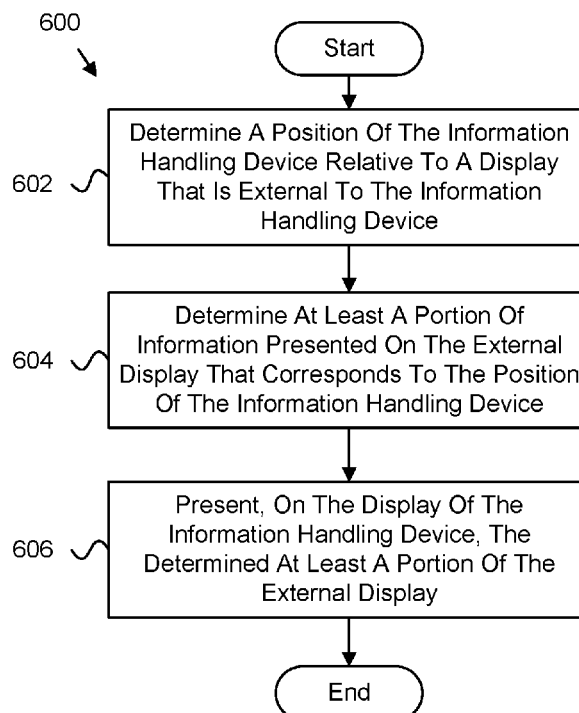 600
Start
602
Determine A Position Of The Information
Handling Device Relative To A Display
That Is External To The Information
Handling Device
604
Determine At Least A Portion Of
Information Presented On The External
Display That Corresponds To The Position
Of The Information Handling Device
606
Present, On The Display Of The
Information Handling Device, The
Determined At Least A Portion Of The
External Display
End